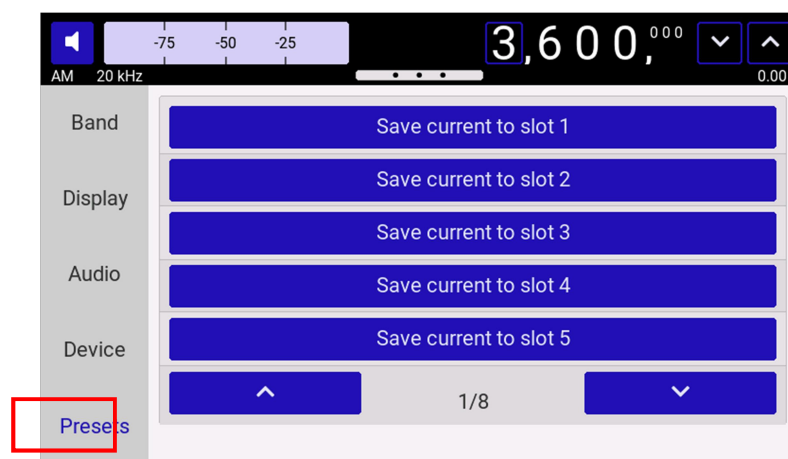 -75 -50 -25
3,600,000
AM 20 kHz
0.00
Band
Save current to slot 1
Save current to slot 2
Display
Save current to slot 3
Audio
Save current to slot 4
Device
Save current to slot 5
1/8
Presets